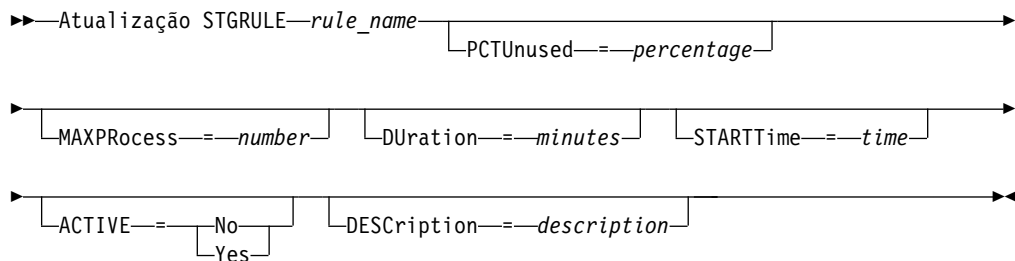 Atualização STGRULE rule_name
PCTUnused = percentage
MAXPRocess = number DUration = minutes STARTTime = time
ACTIVE = No DESCription = description
Yes